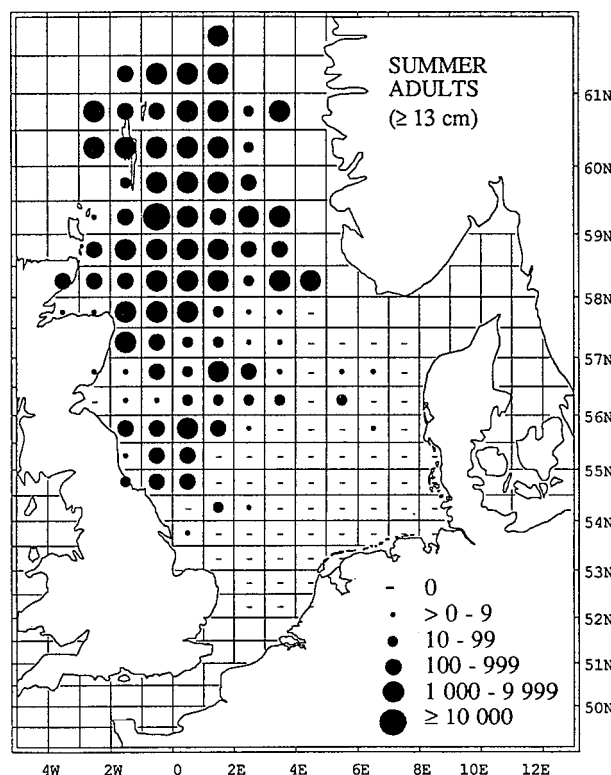 SUMMER
ADULTS
(≥ 13 cm)
61N
60N
59N
58N
57N
56N
55N
54N
53N
52N
51N
50N
- 0
> 0 - 9
10 - 99
100 - 999
1 000 - 9 999
≥ 10 000
4W 2W 0 2E 4E 6E 8E 10E 12E